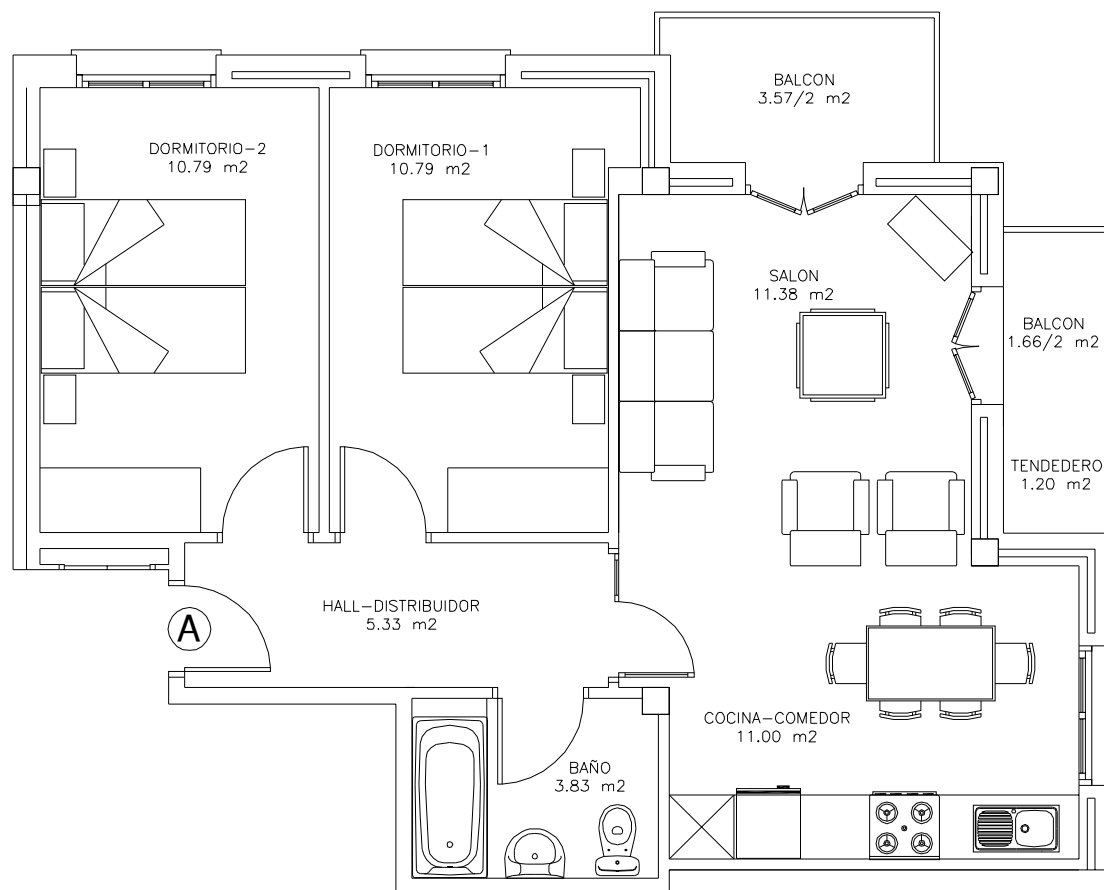 BALCON
3.57/2 m2
DORMITORIO-2
10.79 m2
DORMITORIO-1
10.79 m2
SALON
11.38 m2
BALCON
1.66/2 m2
TENDEDERO
1.20 m2
HALL-DISTRIBUIDOR
5.33 m2
A
COCINA-COMEDOR
11.00 m2
BAÑO
3.83 m2